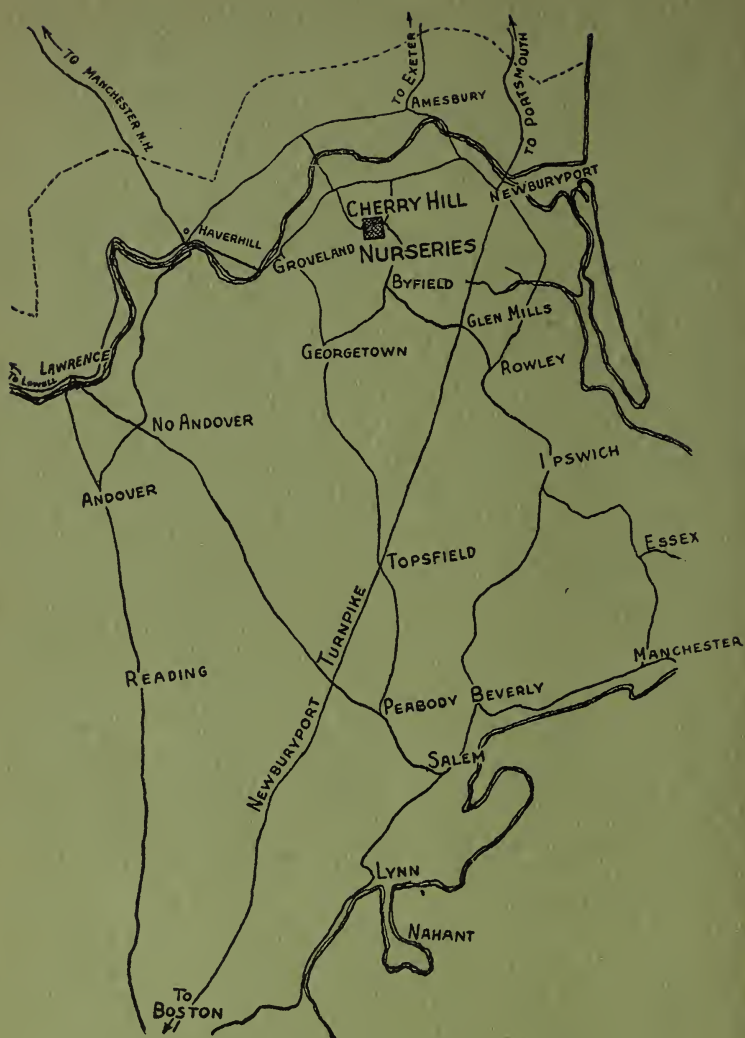 TO MANCHESTER N.H.
TO EXETER
TO PORTSMOUTH
AMESBURY
NEWBURYPORT
CHERRY HILL
NURSERIES
HAVERHILL
GROVELAND
BYFIELD
GLEN MILLS
GEORGETOWN
ROWLEY
LAWRENCE
TO LOWELL
NO ANDOVER
IPSWICH
ANDOVER
ESSEX
TOPSFIELD
NEWBURYPORT TURNPIKE
READING
MANCHESTER
PEABODY
BEVERLY
SALEM
LYNN
NAHANT
TO
BOSTON